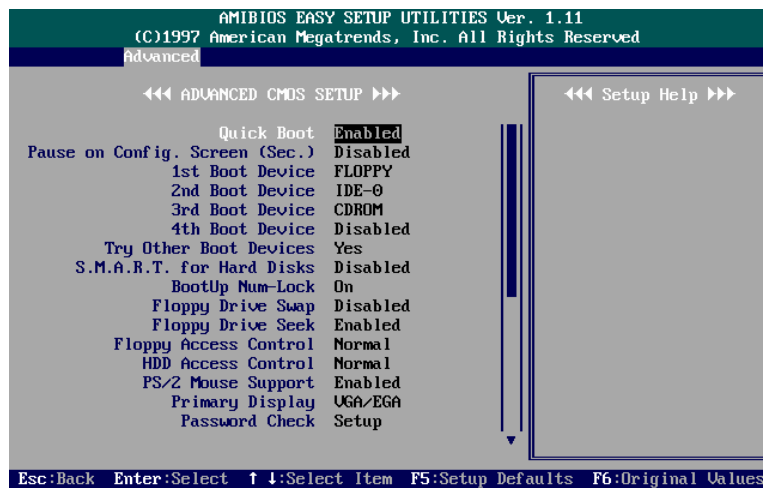 AMIBIOS EASY SETUP UTILITIES Ver. 1.11
(C)1997 American Megatrends, Inc. All Rights Reserved
Advanced
ADVANCED CMOS SETUP
Setup Help
Quick Boot Enabled
Pause on Config. Screen (Sec.) Disabled
1st Boot Device FLOPPY
2nd Boot Device IDE-0
3rd Boot Device CDROM
4th Boot Device Disabled
Try Other Boot Devices Yes
S.M.A.R.T. for Hard Disks Disabled
BootUp Num-Lock On
Floppy Drive Swap Disabled
Floppy Drive Seek Enabled
Floppy Access Control Normal
HDD Access Control Normal
PS/2 Mouse Support Enabled
Primary Display VGA/EGA
Password Check Setup
Esc:Back Enter:Select ↑ ↓:Select Item F5:Setup Defaults F6:Original Values